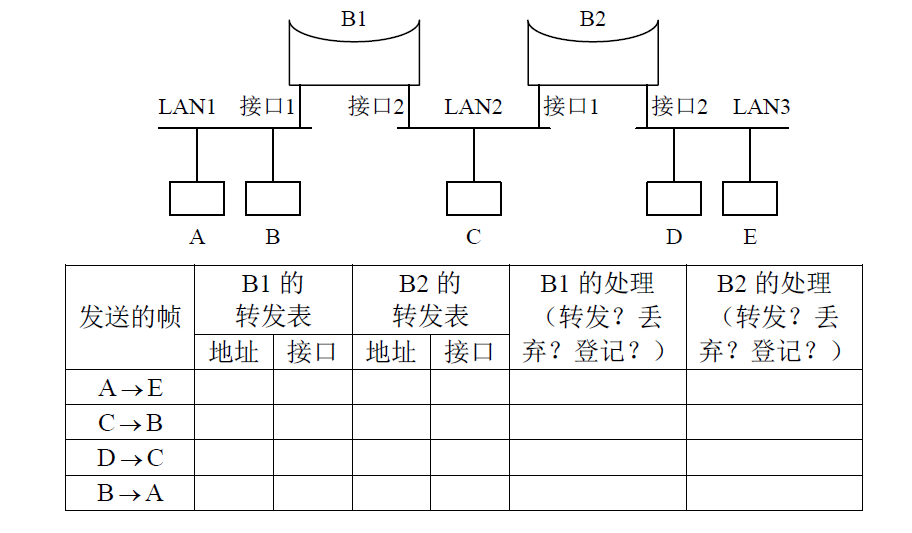 B1 B2
LAN1 接口1 接口2 LAN2 接口1 接口2 LAN3
A B C D E
发送的帧 B1 的 转发表 B2 的 转发表 B1 的处理 (转发? 丢弃? 登记? ) B2 的处理 (转发? 丢弃? 登记? )
地址 接口 地址 接口
A→E
C→B
D→C
B→A